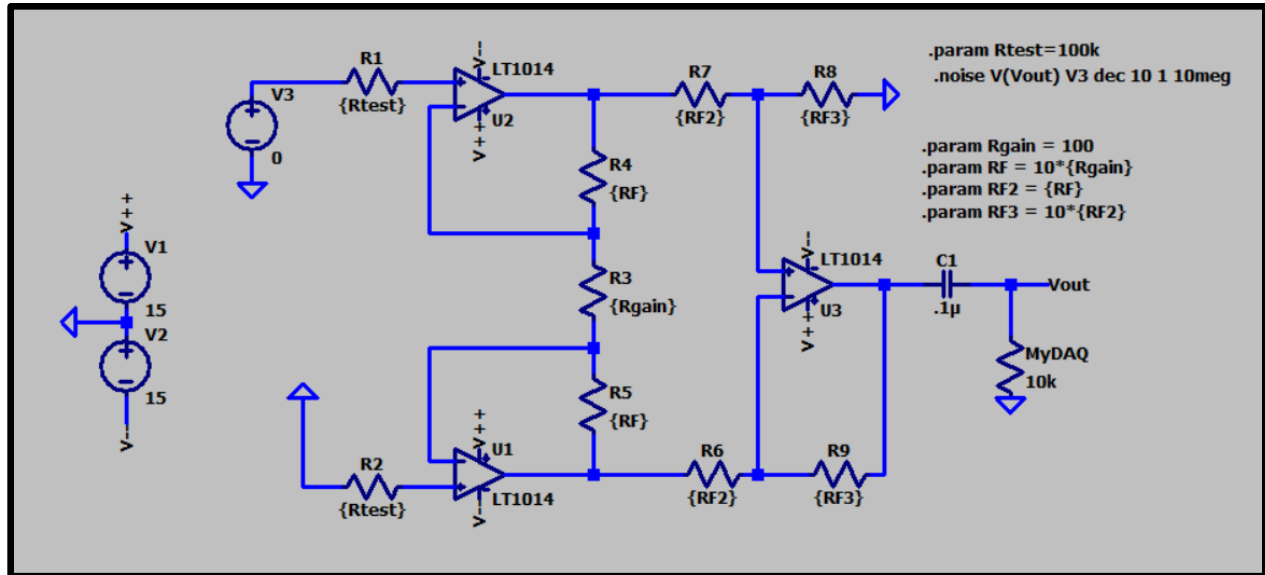 R1
{Rtest}
V3
0
V--
LT1014
U2
V++
R7
{RF2}
R8
{RF3}
.param Rtest=100k
.noise V(Vout) V3 dec 10 1 10meg
.param Rgain = 100
.param RF = 10*{Rgain}
.param RF2 = {RF}
.param RF3 = 10*{RF2}
R4
{RF}
R3
{Rgain}
V--
LT1014
U3
V++
C1
.1µ
Vout
MyDAQ
10k
V++
V1
15
V2
15
V--
R5
{RF}
R2
{Rtest}
V++
U1
LT1014
V--
R6
{RF2}
R9
{RF3}